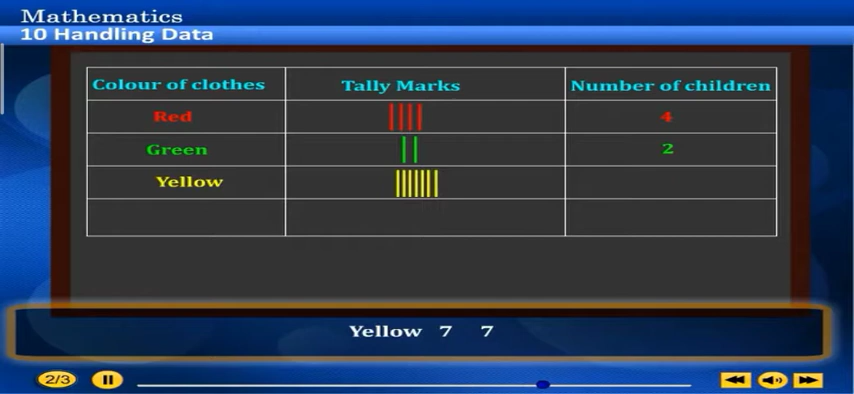 Mathematics
10 Handling Data
Colour of clothes Tally Marks Number of children
Red 4
Green 2
Yellow
Yellow 7 7
2/3